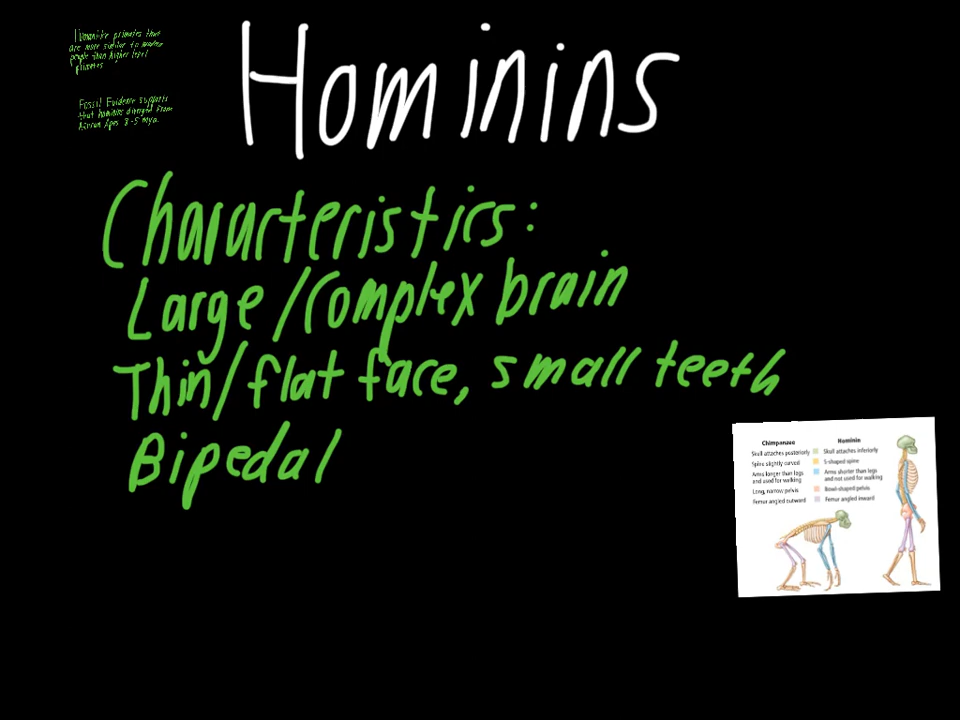 Humanlike primates that
are more similar to modern
people than higher level
primates
Fossil Evidence supports
that hominins diverged from
African Apes 8-5 mya.
Hominins
Characteristics:
Large/complex brain
Thin/flat face, small teeth
Bipedal
Chimpanzee Hominin
Skull attaches posteriorly Skull attaches inferiorly
Spine slightly curved S-shaped spine
Arms longer than legs Arms shorter than legs
and used for walking and not used for walking
Long, narrow pelvis Bowl-shaped pelvis
Femur angled outward Femur angled inward